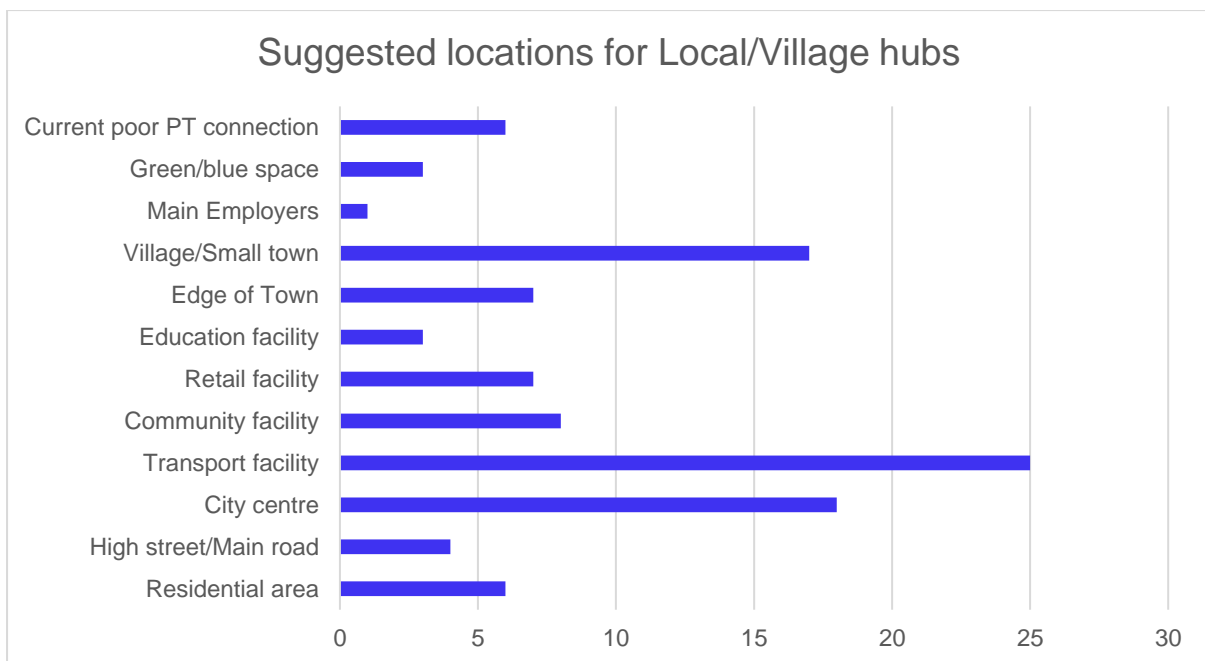 Suggested locations for Local/Village hubs
Current poor PT connection
Green/blue space
Main Employers
Village/Small town
Edge of Town
Education facility
Retail facility
Community facility
Transport facility
City centre
High street/Main road
Residential area
0 5 10 15 20 25 30